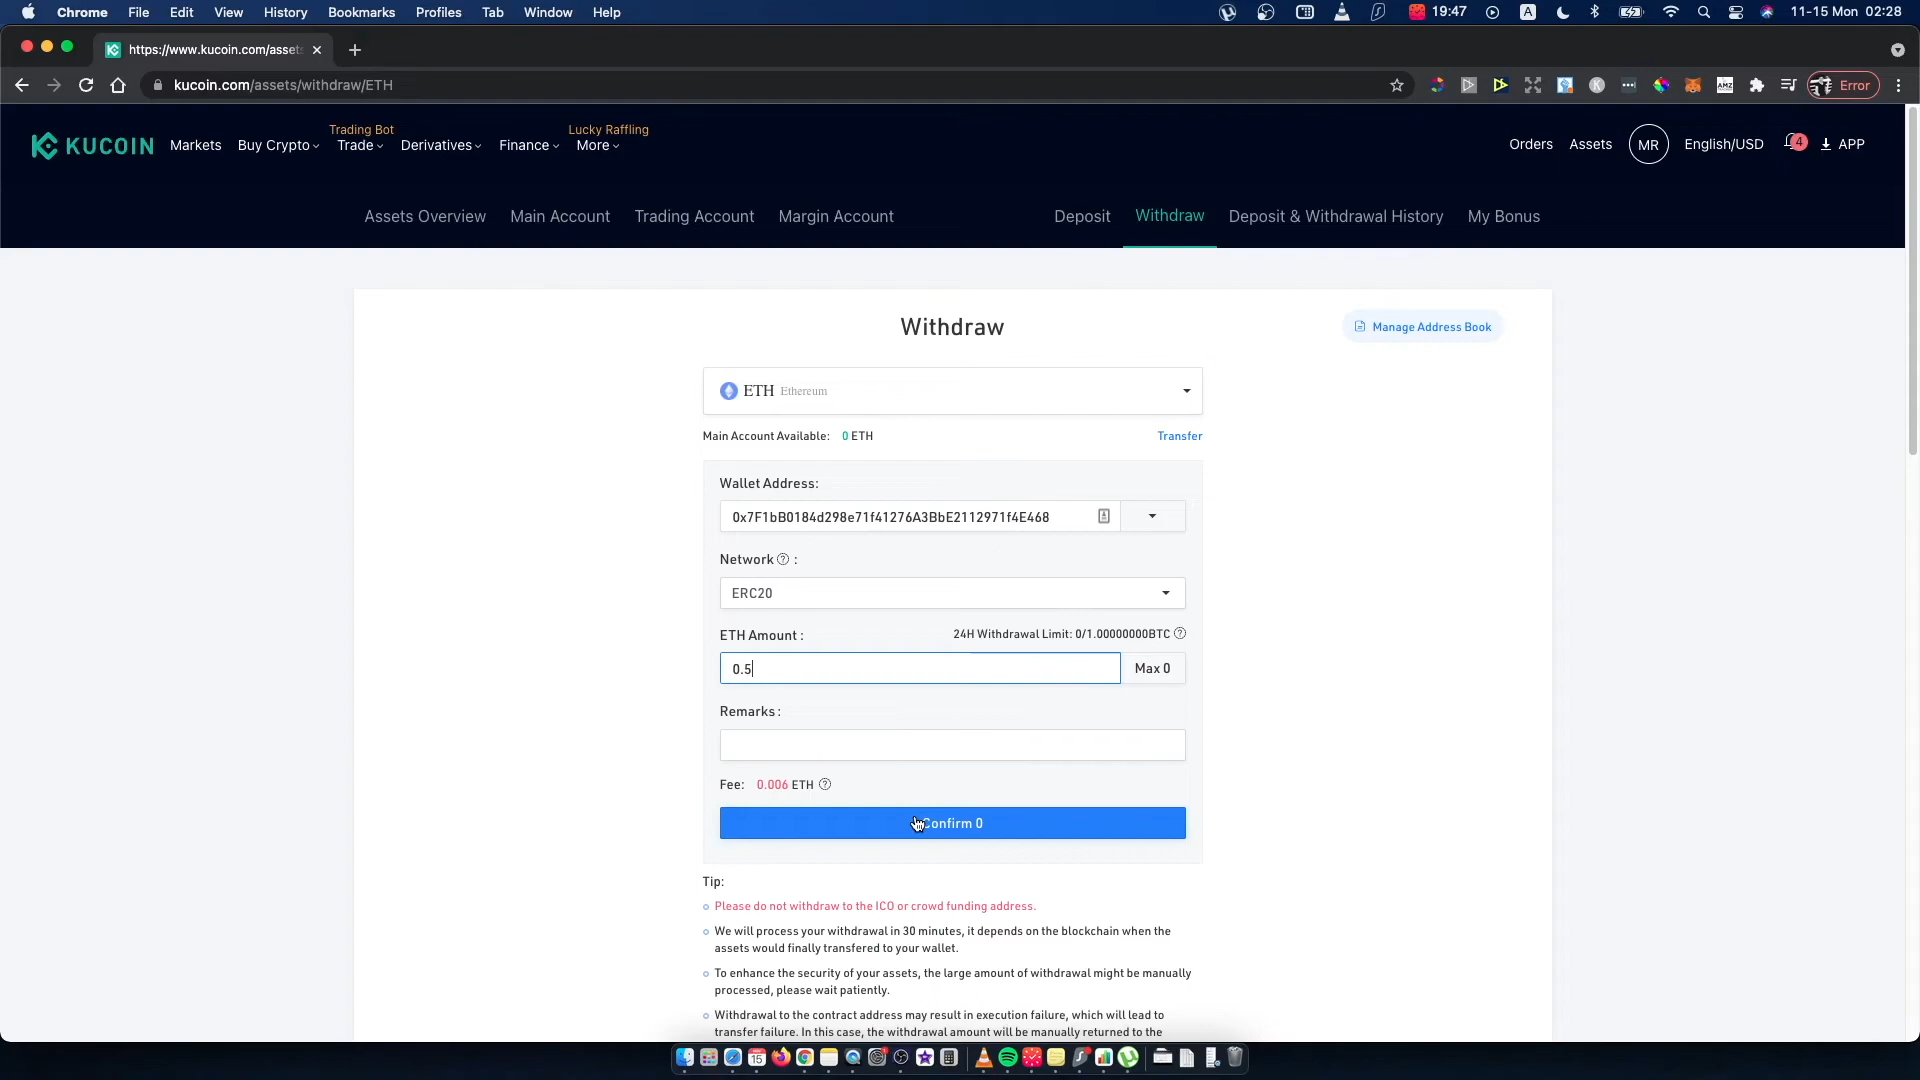 Chrome File Edit View History Bookmarks Profiles Tab Window Help 19:47 A 11-15 Mon 02:28
https://www.kucoin.com/asset
kucoin.com/assets/withdraw/ETH K AMZ Error
Trading Bot Lucky Raffling
KUCOIN Markets Buy Crypto Trade Derivatives Finance More Orders Assets MR English/USD 4 APP
Assets Overview Main Account Trading Account Margin Account Deposit Withdraw Deposit & Withdrawal History My Bonus
Withdraw
Manage Address Book
ETH Ethereum
Main Account Available: 0 ETH Transfer
Wallet Address:
0x7F1bB0184d298e71f41276A3BbE2112971f4E468
Network ? :
ERC20
ETH Amount : 24H Withdrawal Limit: 0/1.00000000BTC ?
0.5 Max 0
Remarks :
Fee: 0.006 ETH ?
Confirm 0
Tip:
Please do not withdraw to the ICO or crowd funding address.
We will process your withdrawal in 30 minutes, it depends on the blockchain when the
assets would finally transfered to your wallet.
To enhance the security of your assets, the large amount of withdrawal might be manually
processed, please wait patiently.
Withdrawal to the contract address may result in execution failure, which will lead to
transfer failure. In this case, the withdrawal amount will be manually returned to the
15